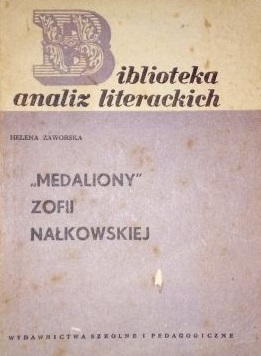 Biblioteka
analiz literackich
HELENA ZAWORSKA
„MEDALIONY”
ZOFII
NAŁKOWSKIEJ
WYDAWNICTWA SZKOLNE I PEDAGOGICZNE